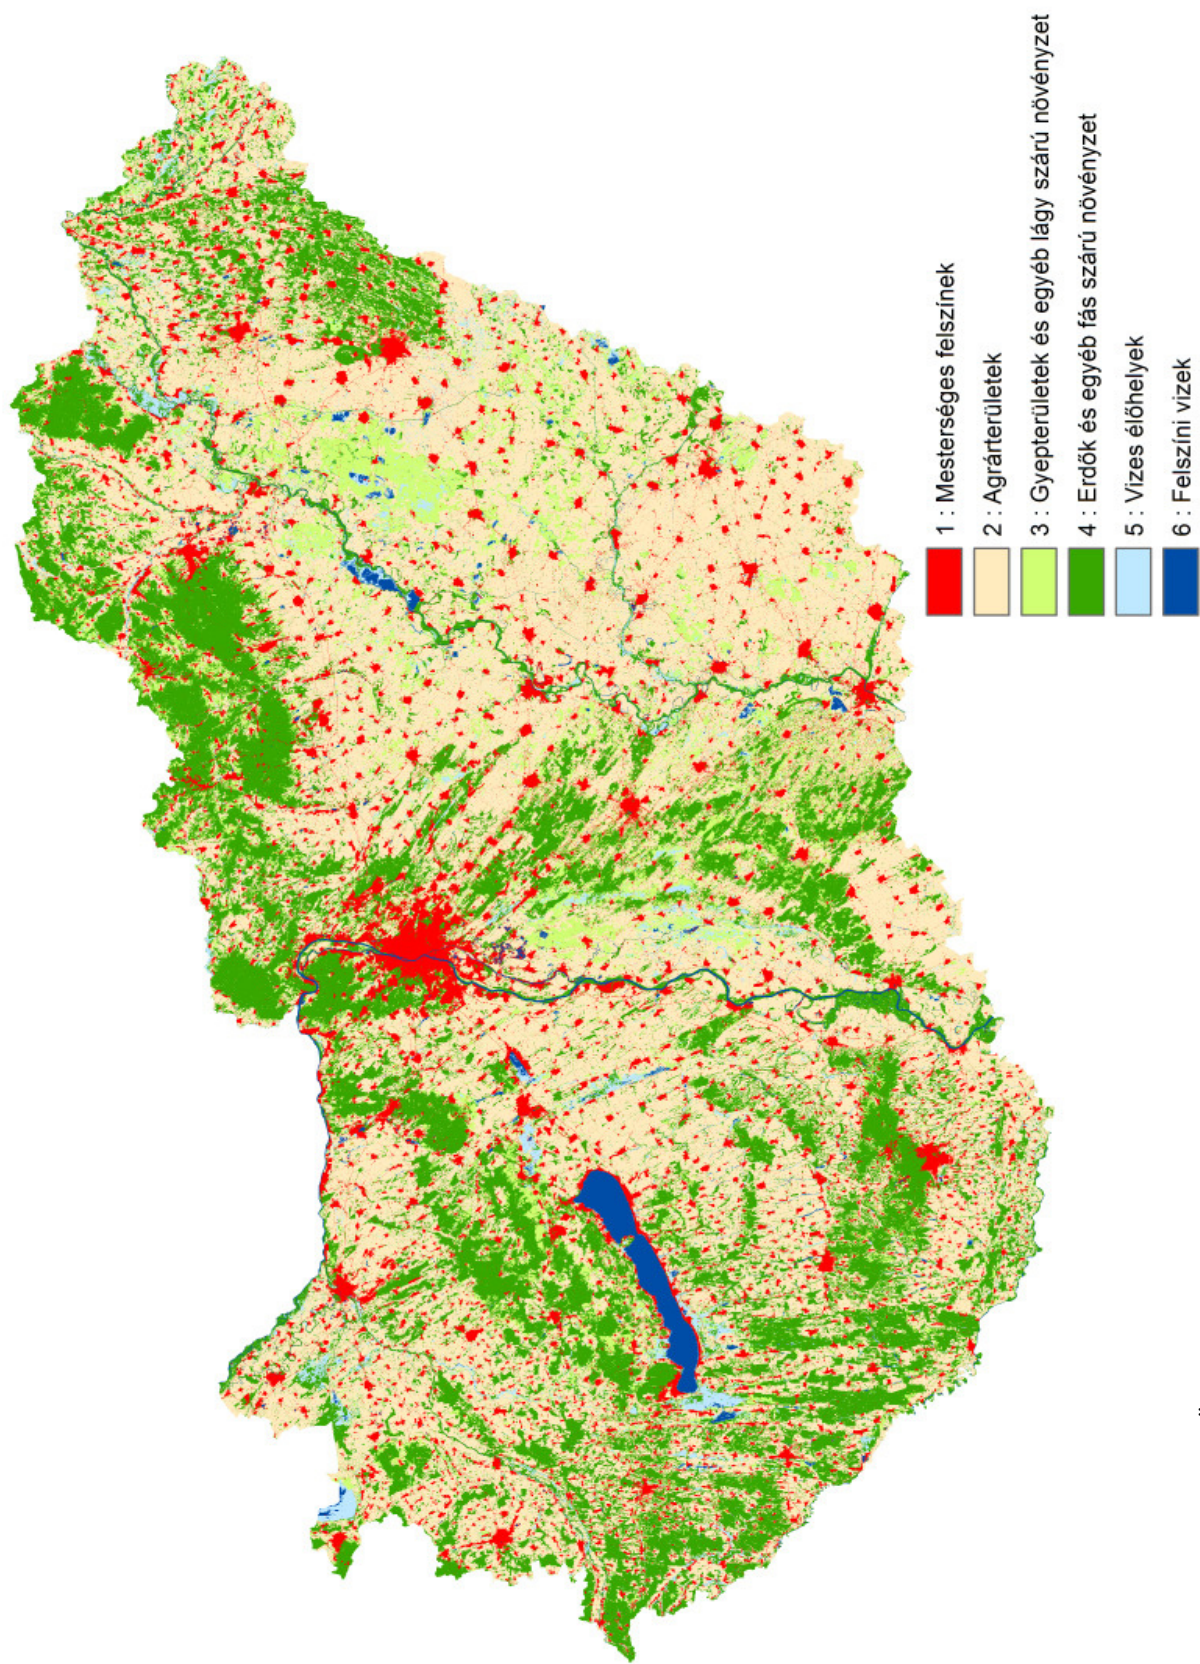 1 : Mesterséges felszínek
2 : Agrárterületek
3 : Gyepterületek és egyéb lágy szárú növényzet
4 : Erdők és egyéb fás szárú növényzet
5 : Vizes élőhelyek
6 : Felszíni vizek